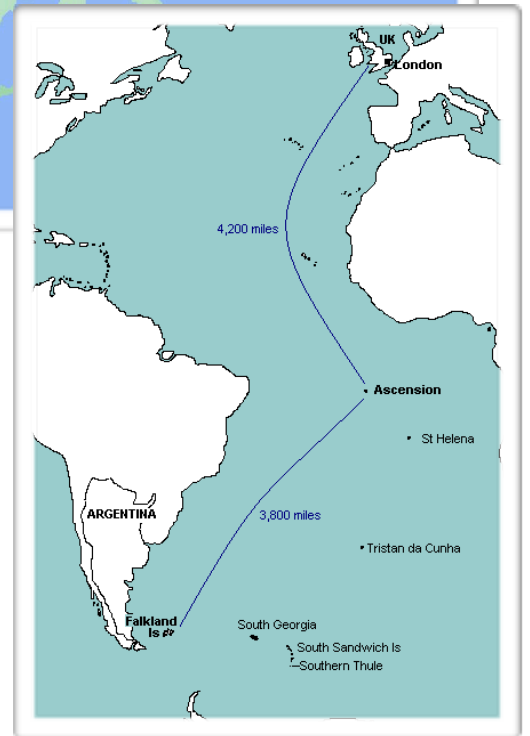 UK
London
4,200 miles
Ascension
St Helena
ARGENTINA
3,800 miles
Tristan da Cunha
Falkland
Is
South Georgia
South Sandwich Is
Southern Thule